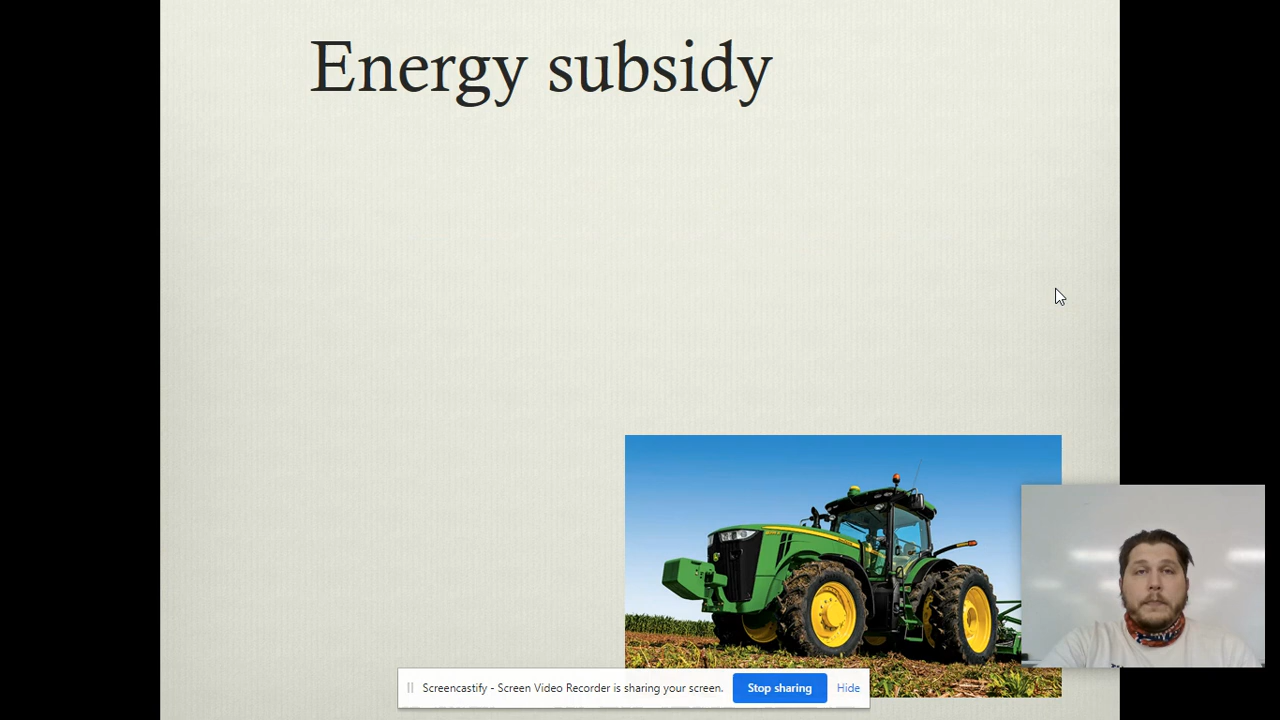 Energy subsidy
Screencastify - Screen Video Recorder is sharing your screen.
Stop sharing
Hide